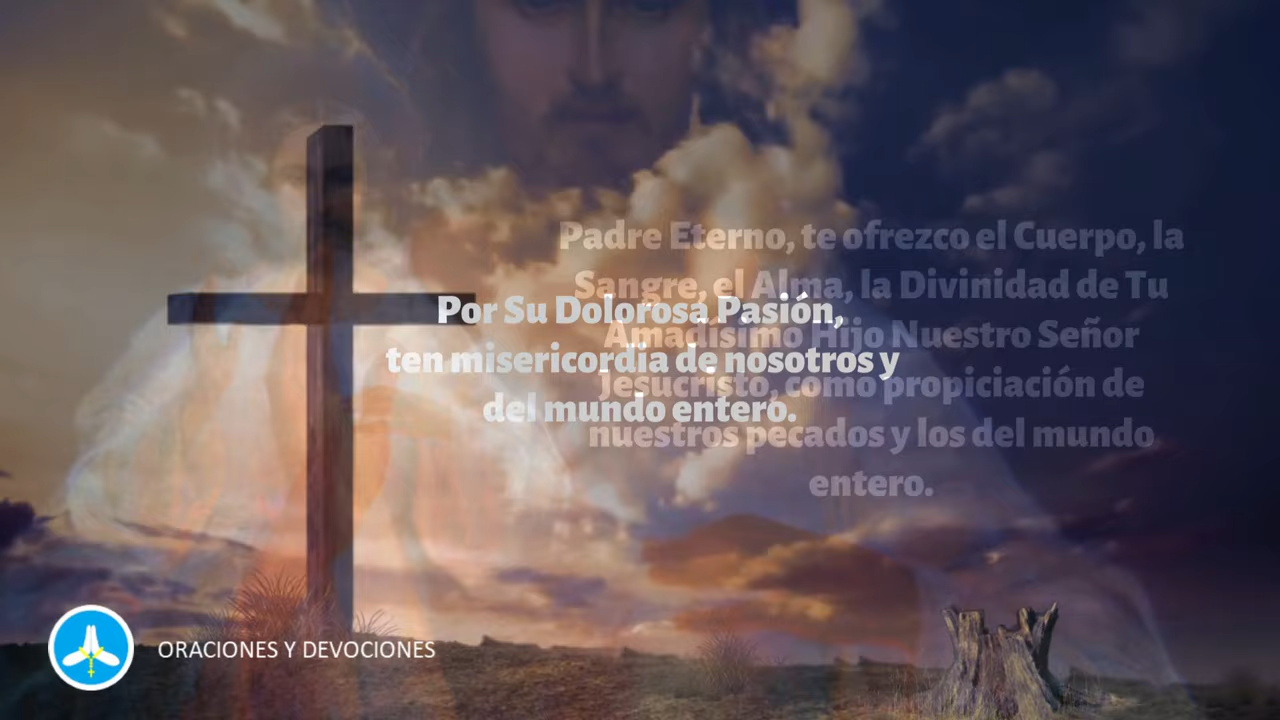 Padre Eterno, te ofrezco el Cuerpo, la
Sangre, el Alma, la Divinidad de Tu
Amadísimo Hijo Nuestro Señor
Jesucristo, como propiciación de
nuestros pecados y los del mundo
entero.
Por Su Dolorosa Pasión,
ten misericordia de nosotros y
del mundo entero.
ORACIONES Y DEVOCIONES